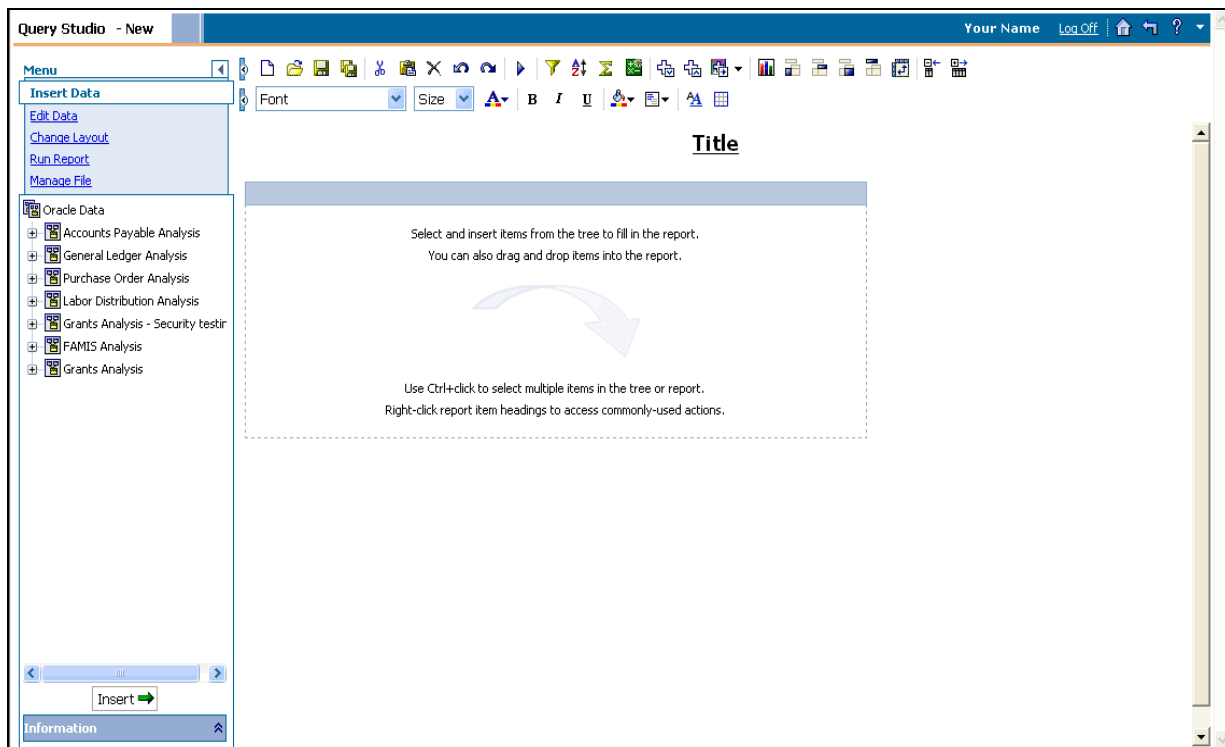 Query Studio - New
Your Name Log Off ?
Menu
Insert Data
Edit Data
Change Layout
Run Report
Manage File
Font Size A B I U
Title
Oracle Data
Accounts Payable Analysis
General Ledger Analysis
Purchase Order Analysis
Labor Distribution Analysis
Grants Analysis - Security testin
FAMIS Analysis
Grants Analysis
Select and insert items from the tree to fill in the report.
You can also drag and drop items into the report.
Use Ctrl+click to select multiple items in the tree or report.
Right-click report item headings to access commonly-used actions.
Insert
Information